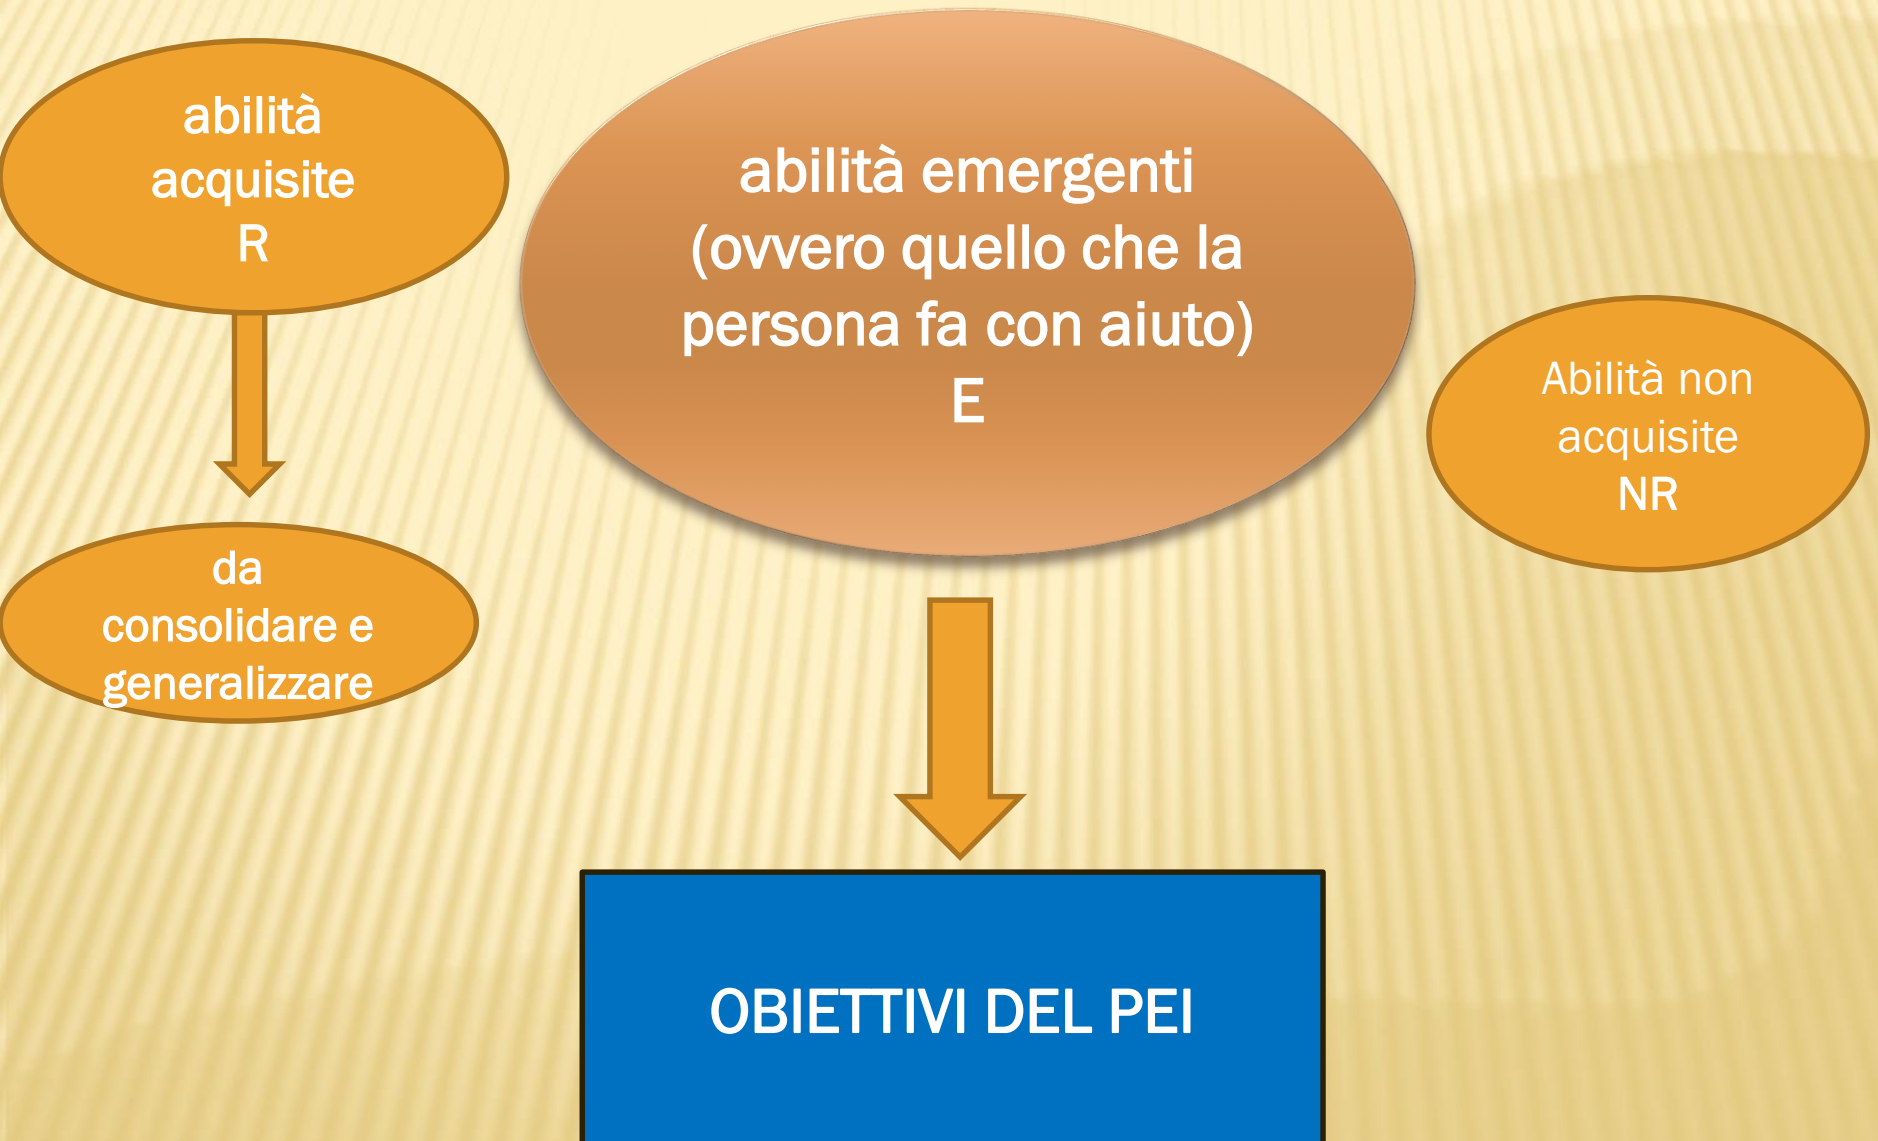 abilità
acquisite
R
abilità emergenti
(ovvero quello che la
persona fa con aiuto)
E
Abilità non
acquisite
NR
da
consolidare e
generalizzare
OBIETTIVI DEL PEI